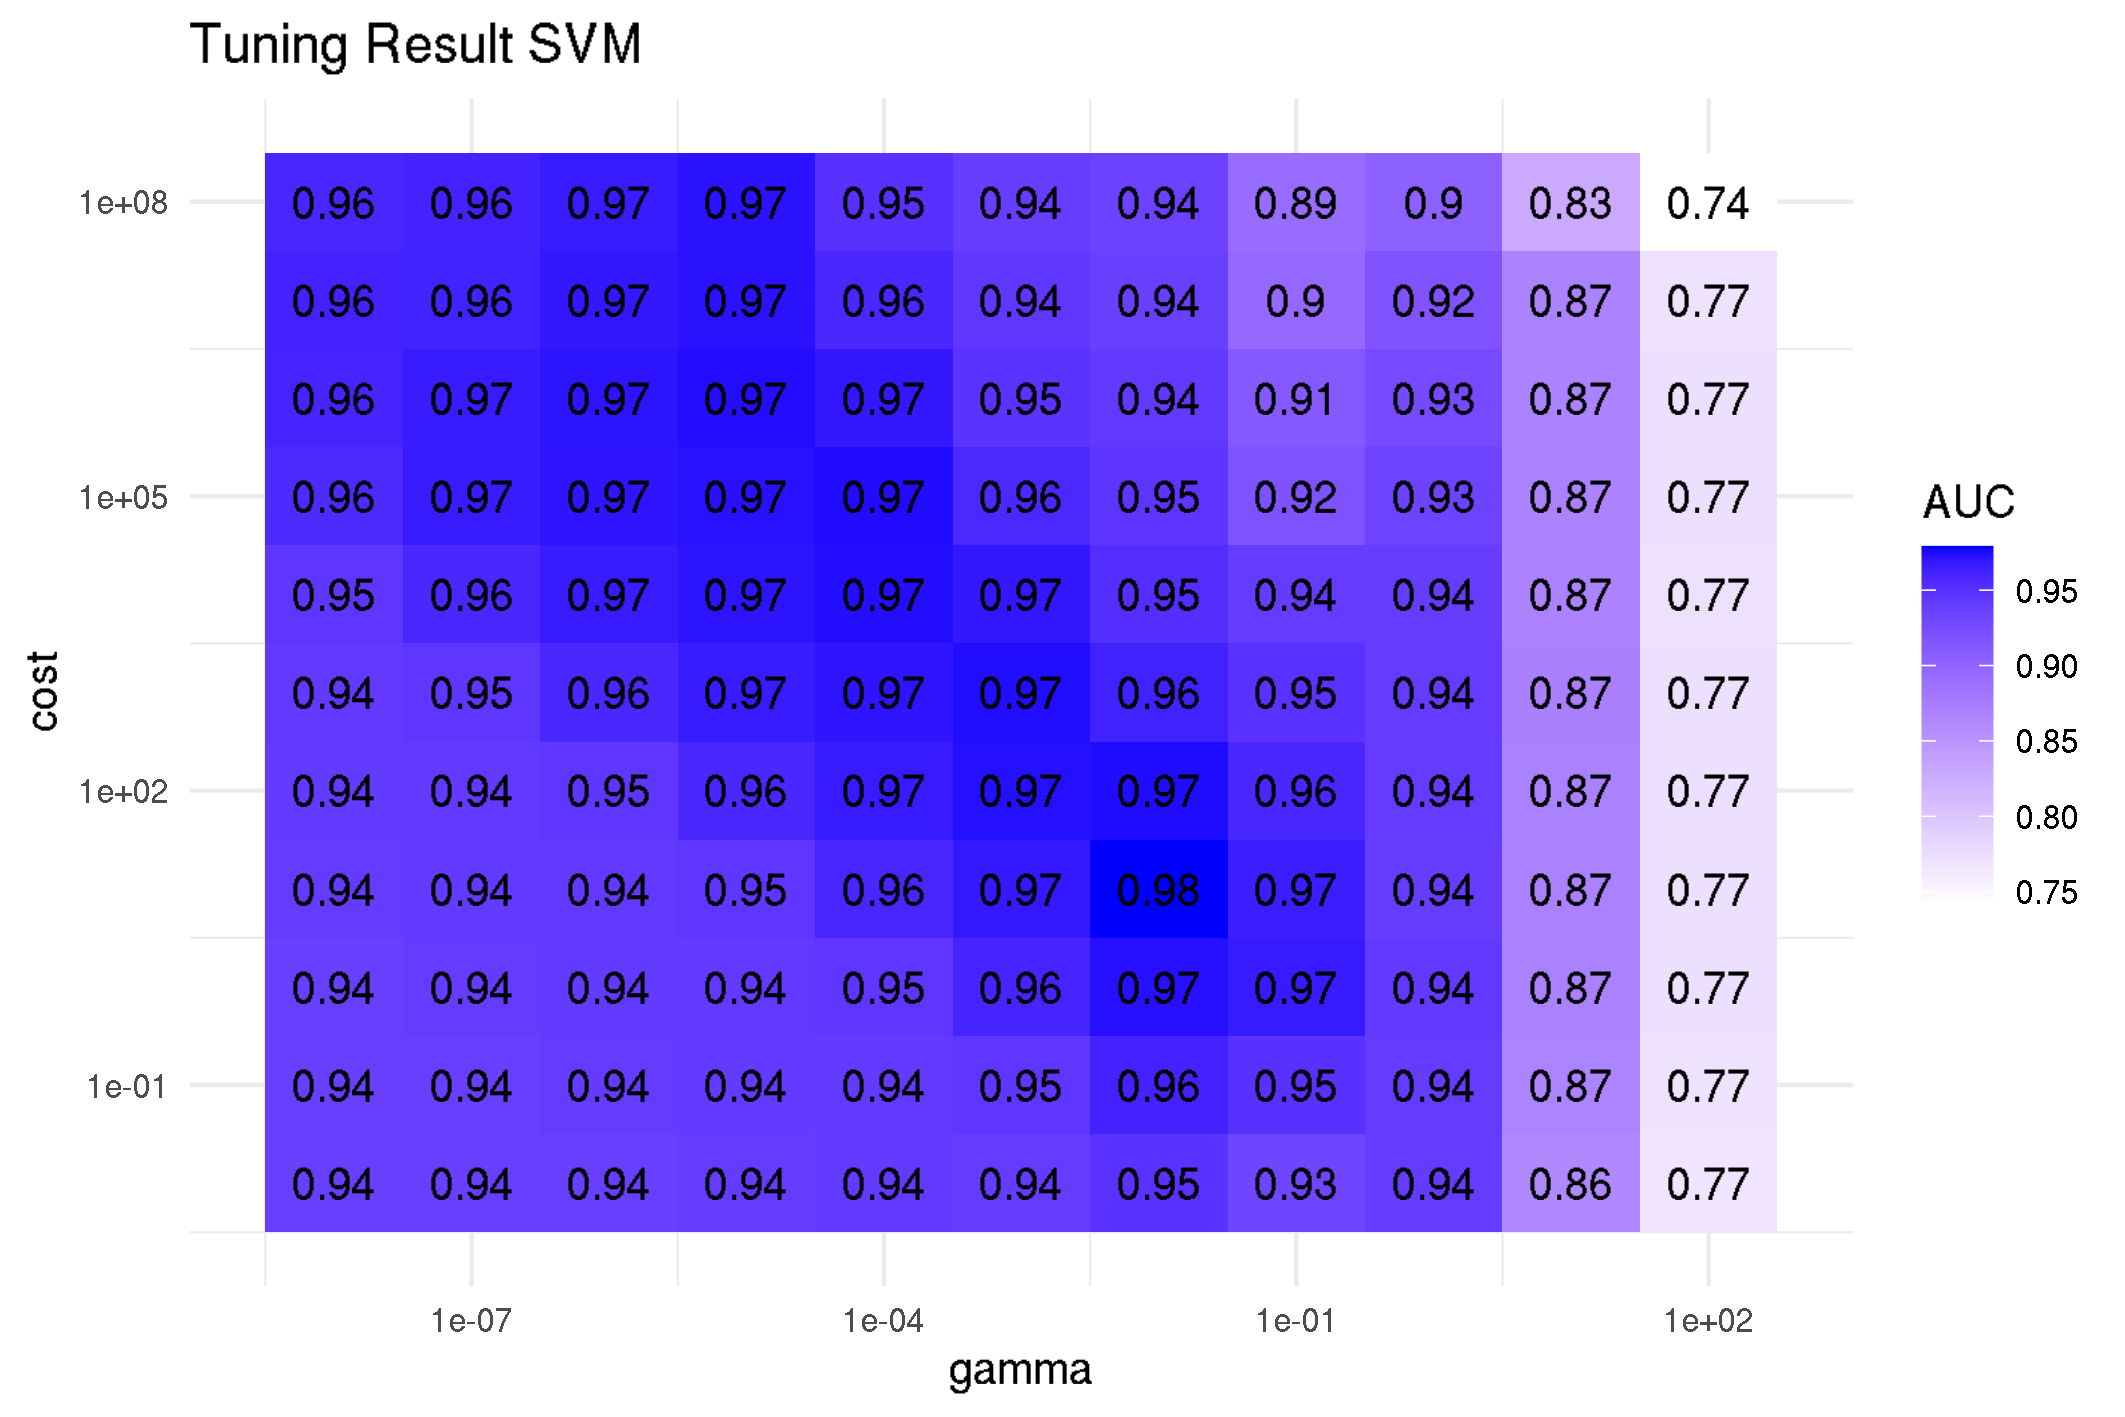 Tuning Result SVM
1e+08 0.96 0.96 0.97 0.97 0.95 0.94 0.94 0.89 0.9 0.83 0.74
0.96 0.96 0.97 0.97 0.96 0.94 0.94 0.9 0.92 0.87 0.77
0.96 0.97 0.97 0.97 0.97 0.95 0.94 0.91 0.93 0.87 0.77
1e+05 0.96 0.97 0.97 0.97 0.97 0.96 0.95 0.92 0.93 0.87 0.77
0.95 0.96 0.97 0.97 0.97 0.97 0.95 0.94 0.94 0.87 0.77
0.94 0.95 0.96 0.97 0.97 0.97 0.96 0.95 0.94 0.87 0.77
1e+02 0.94 0.94 0.95 0.96 0.97 0.97 0.97 0.96 0.94 0.87 0.77
0.94 0.94 0.94 0.95 0.96 0.97 0.98 0.97 0.94 0.87 0.77
0.94 0.94 0.94 0.94 0.95 0.96 0.97 0.97 0.94 0.87 0.77
1e-01 0.94 0.94 0.94 0.94 0.94 0.95 0.96 0.95 0.94 0.87 0.77
0.94 0.94 0.94 0.94 0.94 0.94 0.95 0.93 0.94 0.86 0.77
cost
1e-07 1e-04 1e-01 1e+02
gamma
AUC
0.95
0.90
0.85
0.80
0.75